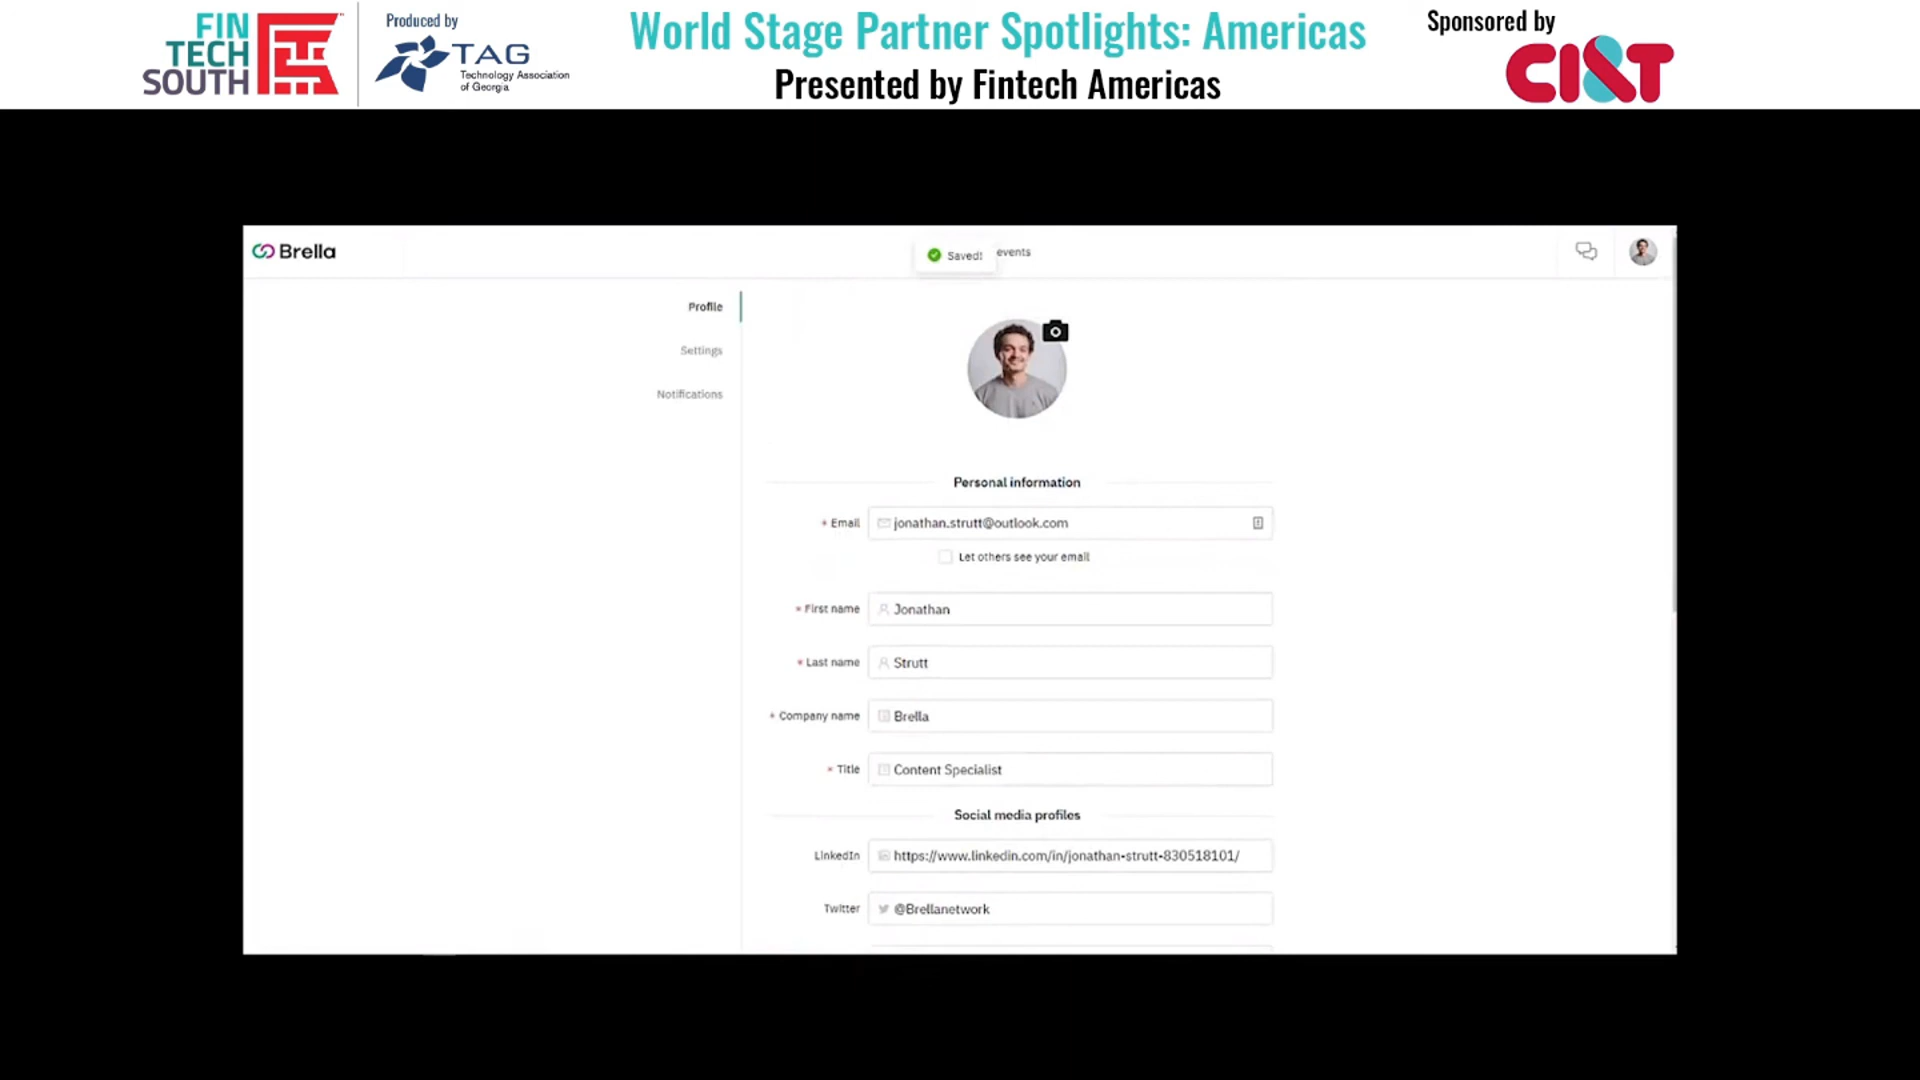 FIN
TECH
SOUTH
Produced by
TAG
Technology Association
of Georgia
World Stage Partner Spotlights: Americas
Presented by Fintech Americas
Sponsored by
CI&T
Brella
Saved!
events
Profile
Settings
Notifications
Personal information
* Email
jonathan.strutt@outlook.com
Let others see your email
* First name
Jonathan
* Last name
Strutt
* Company name
Brella
* Title
Content Specialist
Social media profiles
LinkedIn
https://www.linkedin.com/in/jonathan-strutt-830518101/
Twitter
@Brellanetwork